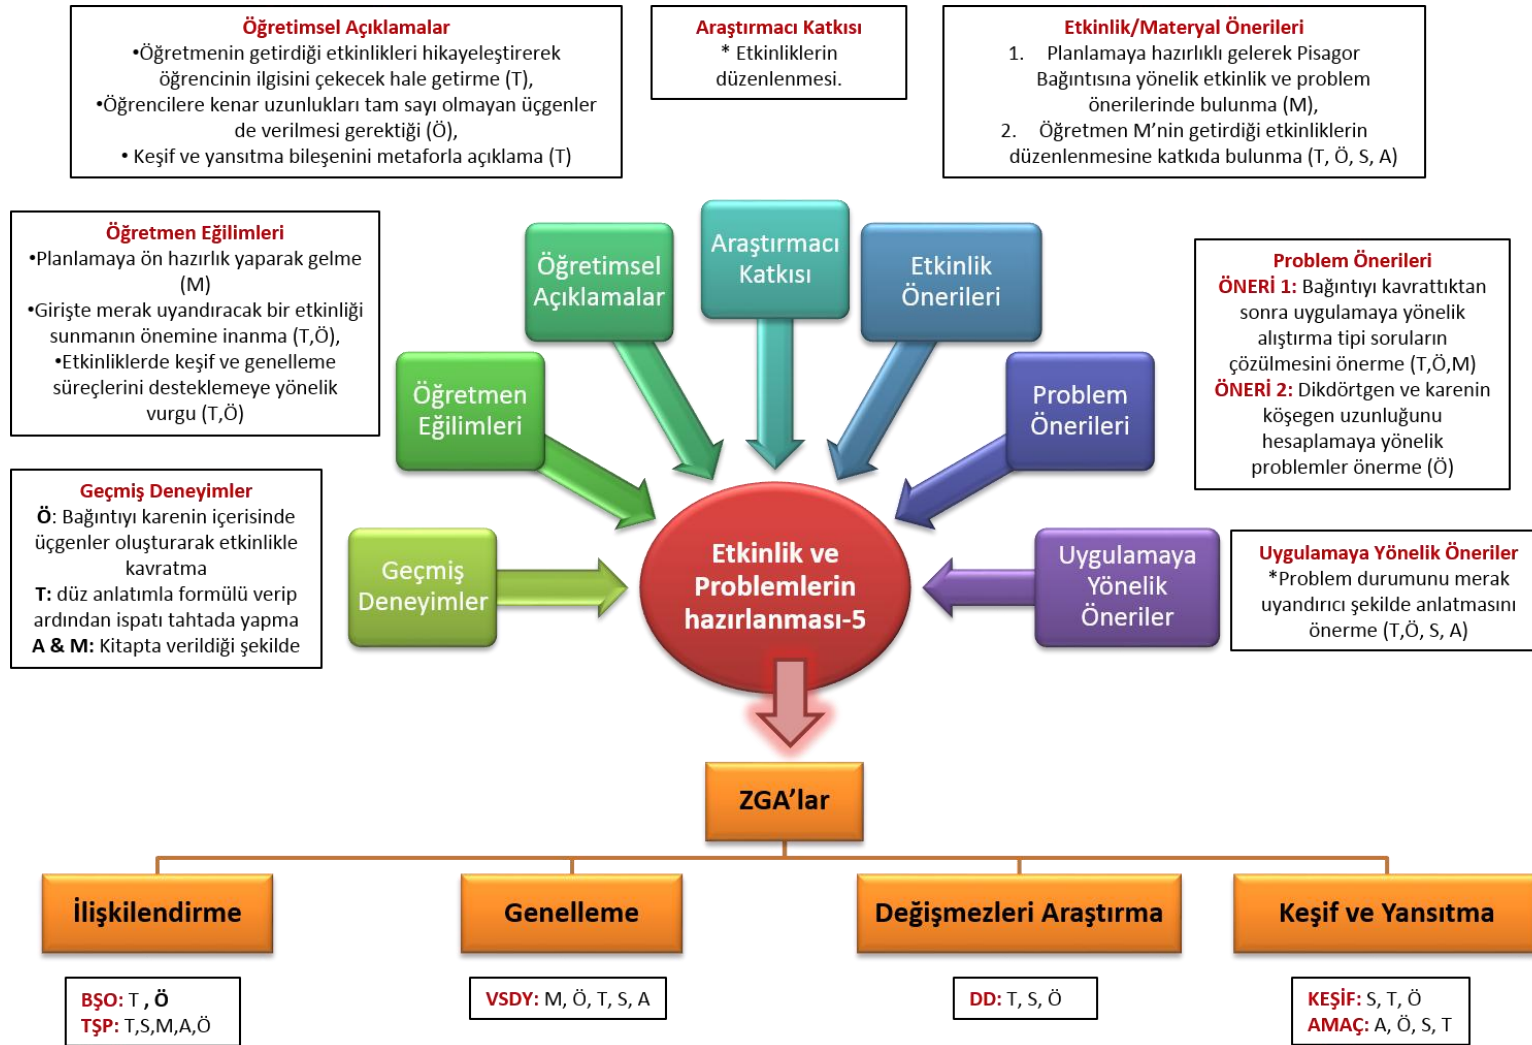 Öğretimsel Açıklamalar
•Öğretmenin getirdiği etkinlikleri hikayeleştirerek
öğrencinin ilgisini çekecek hale getirme (T),
•Öğrencilere kenar uzunlukları tam sayı olmayan üçgenler
de verilmesi gerektiği (Ö),
• Keşif ve yansıtma bileşenini metaforla açıklama (T)
Araştırmacı Katkısı
* Etkinliklerin
düzenlenmesi.
Etkinlik/Materyal Önerileri
1. Planlamaya hazırlıklı gelerek Pisagor
Bağıntısına yönelik etkinlik ve problem
önerilerinde bulunma (M),
2. Öğretmen M’nin getirdiği etkinliklerin
düzenlenmesine katkıda bulunma (T, Ö, S, A)
Öğretmen Eğilimleri
•Planlamaya ön hazırlık yaparak gelme
(M)
•Girişte merak uyandıracak bir etkinliği
sunmanın önemine inanma (T,Ö),
•Etkinliklerde keşif ve genelleme
süreçlerini desteklemeye yönelik
vurgu (T,Ö)
Geçmiş Deneyimler
Ö: Bağıntıyı karenin içerisinde
üçgenler oluşturarak etkinlikle
kavratma
T: düz anlatımla formülü verip
ardından ispatı tahtada yapma
A & M: Kitapta verildiği şekilde
Geçmiş
Deneyimler
Öğretmen
Eğilimleri
Öğretimsel
Açıklamalar
Araştırmacı
Katkısı
Etkinlik
Önerileri
Problem
Önerileri
Uygulamaya
Yönelik
Öneriler
Problem Önerileri
ÖNERİ 1: Bağıntıyı kavrattıktan
sonra uygulamaya yönelik
alıştırma tipi soruların
çözülmesini önerme (T,Ö,M)
ÖNERİ 2: Dikdörtgen ve karenin
köşegen uzunluğunu
hesaplamaya yönelik
problemler önerme (Ö)
Uygulamaya Yönelik Öneriler
*Problem durumunu merak
uyandırıcı şekilde anlatmasını
önerme (T,Ö, S, A)
Etkinlik ve
Problemlerin
hazırlanması-5
ZGA’lar
İlişkilendirme
Genelleme
Değişmezleri Araştırma
Keşif ve Yansıtma
BŞO: T , Ö
TŞP: T,S,M,A,Ö
VSDY: M, Ö, T, S, A
DD: T, S, Ö
KEŞİF: S, T, Ö
AMAÇ: A, Ö, S, T